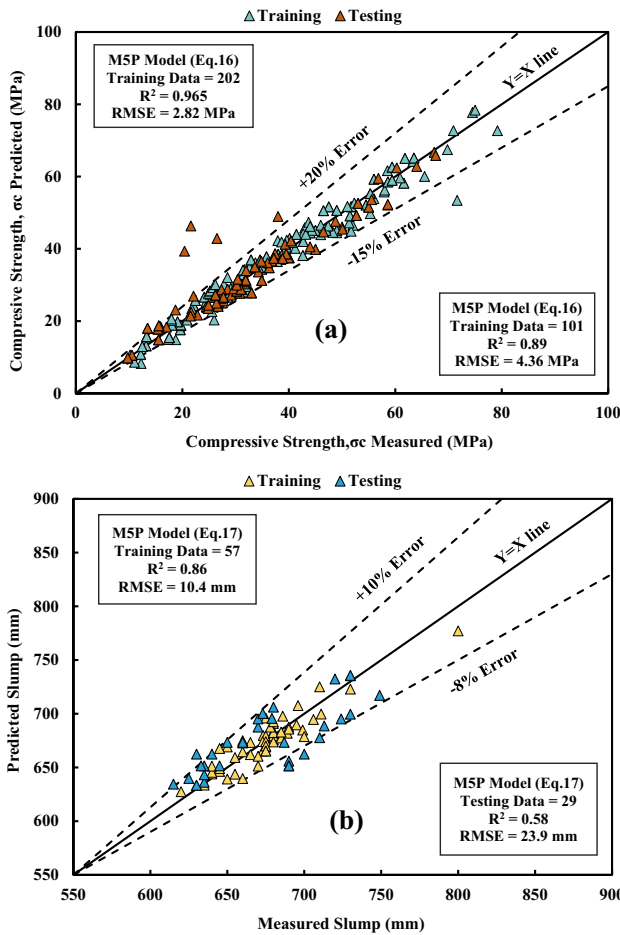 Training Testing
100
80
60
40
20
0
Compresive Strength, σc Predicted (MPa)
M5P Model (Eq.16)
Training Data = 202
R² = 0.965
RMSE = 2.82 MPa
+20% Error
Y=X line
-15% Error
(a)
M5P Model (Eq.16)
Training Data = 101
R² = 0.89
RMSE = 4.36 MPa
0 20 40 60 80 100
Compressive Strength,σc Measured (MPa)
Training Testing
900
850
800
750
700
650
600
550
Predicted Slump (mm)
M5P Model (Eq.17)
Training Data = 57
R² = 0.86
RMSE = 10.4 mm
+10% Error
Y=X line
-8% Error
(b)
M5P Model (Eq.17)
Testing Data = 29
R² = 0.58
RMSE = 23.9 mm
550 600 650 700 750 800 850 900
Measured Slump (mm)